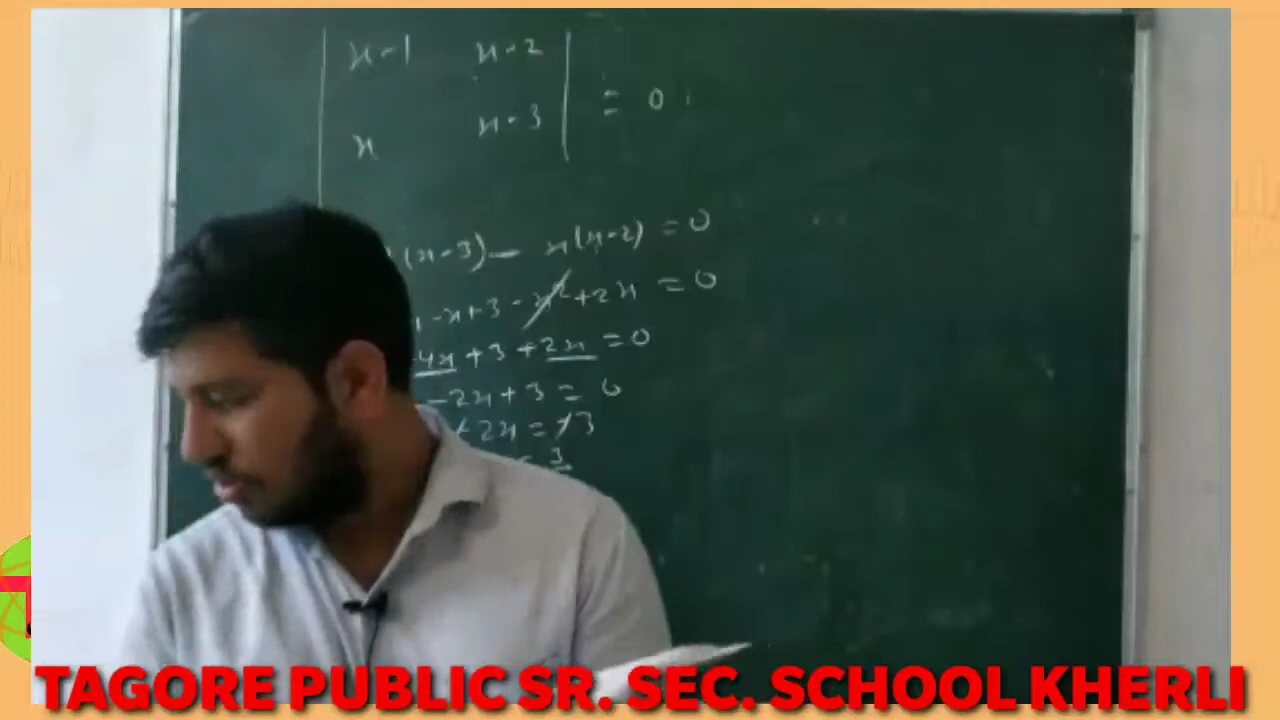 | x-1 x-2 |
| x x-3 | = 0
(x-3) - x(x-2) = 0
-x+3-x²+2x = 0
4x+3+2x = 0
-2x+3 = 0
2x = 3
= 3
TAGORE PUBLIC SR. SEC. SCHOOL KHERLI